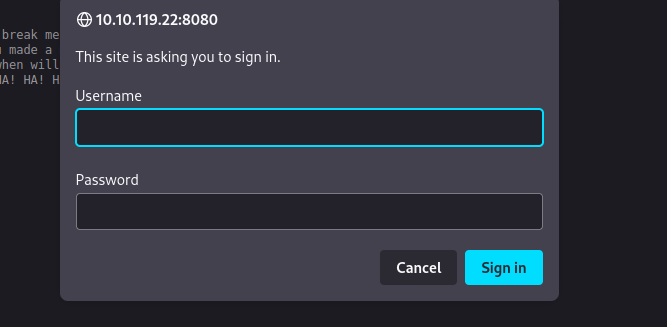 10.10.119.22:8080
break me
This site is asking you to sign in.
made a
when will
HA! HA! H
Username
Password
Cancel
Sign in